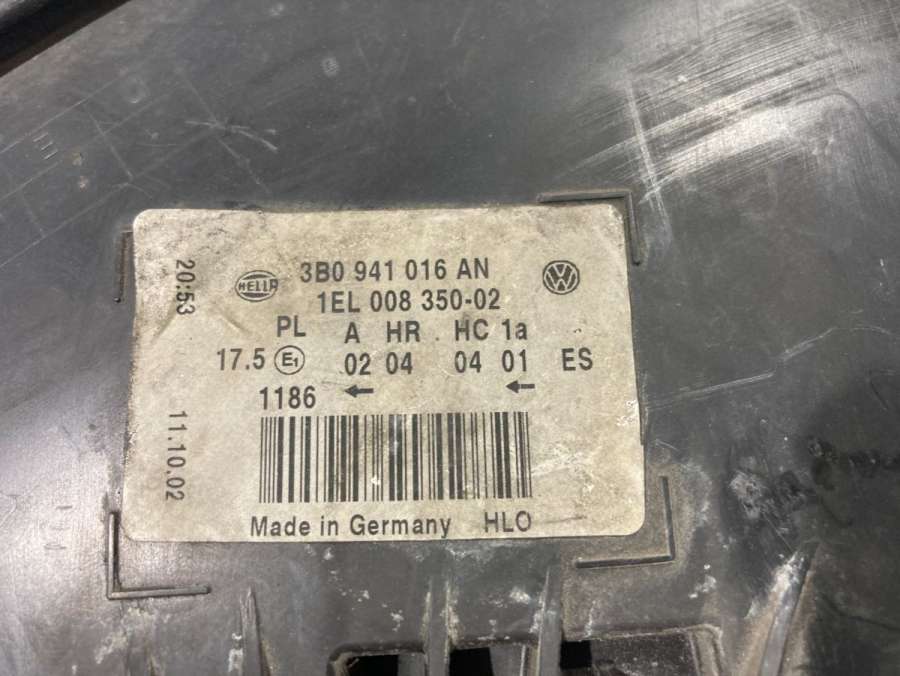 3B0 941 016 AN
HELLA
1EL 008 350-02
PL A HR HC 1a
17.5 E1 02 04 04 01 ES
1186
Made in Germany HLO
20:53
11.10.02